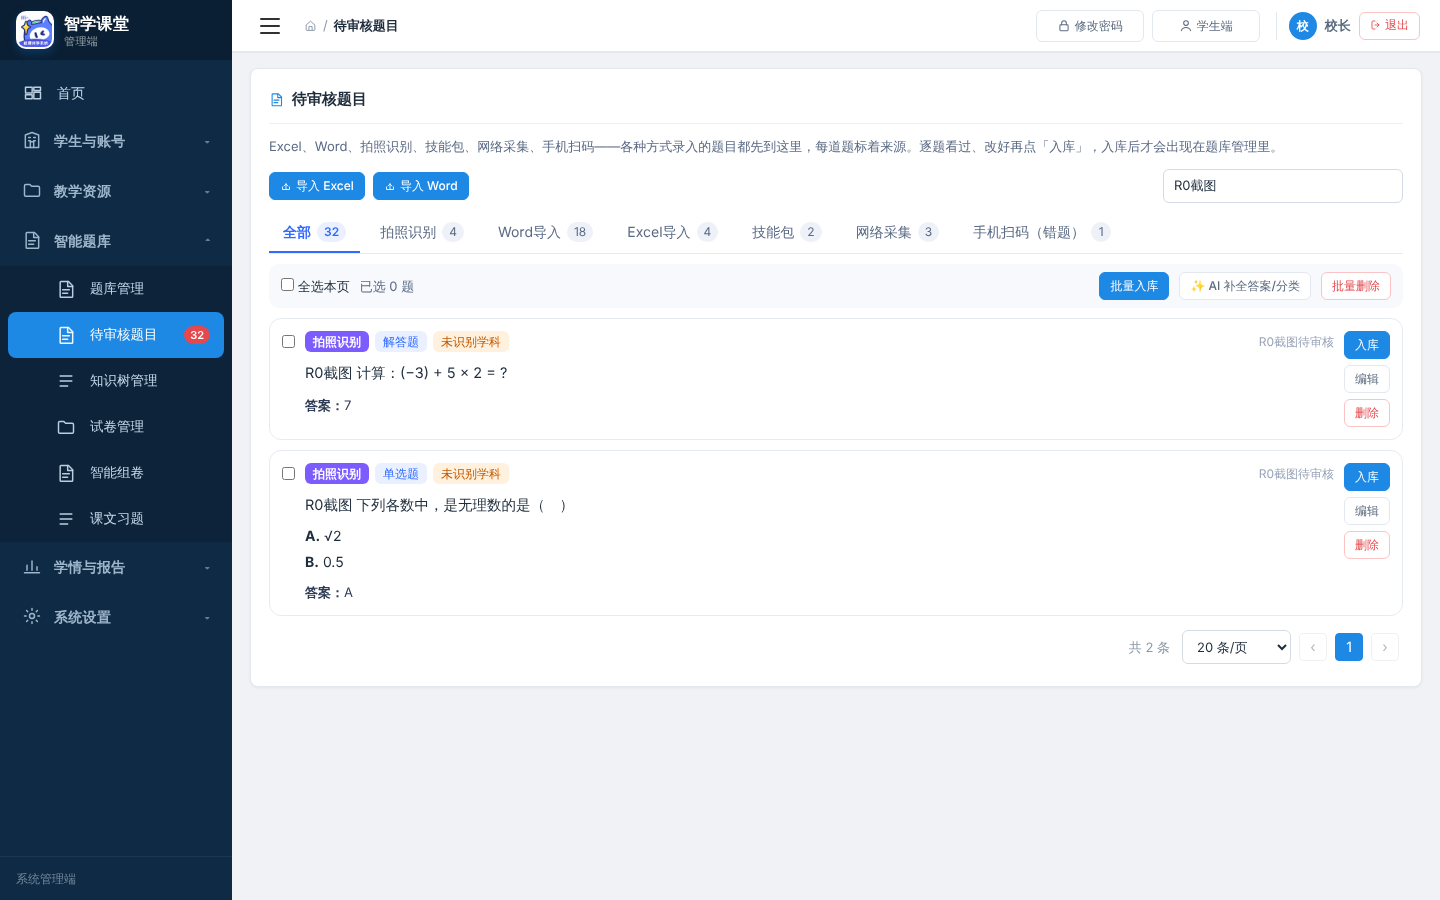 智学课堂
管理端
首页
学生与账号
教学资源
智能题库
题库管理
待审核题目 32
知识树管理
试卷管理
智能组卷
课文习题
学情与报告
系统设置
系统管理端
/ 待审核题目
修改密码
学生端
校 校长
退出
待审核题目
Excel、Word、拍照识别、技能包、网络采集、手机扫码——各种方式录入的题目都先到这里，每道题标着来源。逐题看过、改好再点「入库」，入库后才会出现在题库管理里。
导入 Excel 导入 Word R0截图
全部 32 拍照识别 4 Word导入 18 Excel导入 4 技能包 2 网络采集 3 手机扫码（错题） 1
全选本页 已选 0 题 批量入库 ✨ AI 补全答案/分类 批量删除
拍照识别 解答题 未识别学科 R0截图待审核 入库
R0截图 计算：(−3) + 5 × 2 = ? 编辑
答案：7 删除
拍照识别 单选题 未识别学科 R0截图待审核 入库
R0截图 下列各数中，是无理数的是（　） 编辑
A. √2 删除
B. 0.5
答案：A
共 2 条 20 条/页 ‹ 1 ›